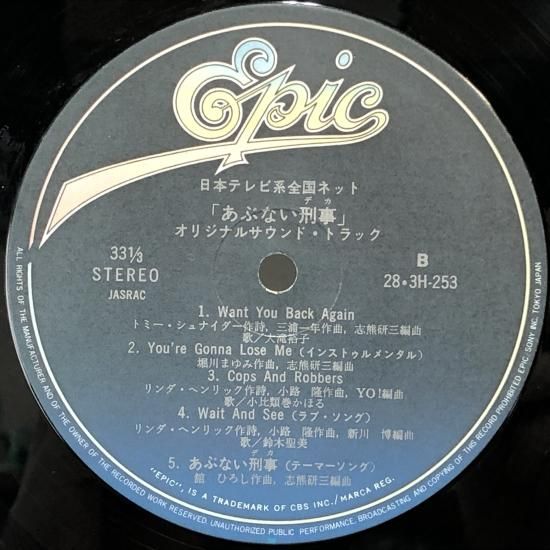 Epic
日本テレビ系全国ネット
デカ
「あぶない刑事」
オリジナルサウンド・トラック
33⅓
STEREO
JASRAC
B
28・3H-253
1. Want You Back Again
トミー・シュナイダー作詩, 三浦一年作曲, 志熊研三編曲
歌/大滝裕子
2. You're Gonna Lose Me (インストゥルメンタル)
堀川まゆみ作曲, 志熊研三編曲
3. Cops And Robbers
リンダ・ヘンリック作詩, 小路 隆作曲, YO!編曲
歌/小比類巻かほる
4. Wait And See (ラブ・ソング)
リンダ・ヘンリック作詩, 小路 隆作曲, 新川 博編曲
歌/鈴木聖美
デカ
5. あぶない刑事 (テーマーソング)
舘 ひろし作曲, 志熊研三編曲
"EPIC", IS A TRADEMARK OF CBS INC./MARCA REG.
ALL RIGHTS OF THE MANUFACTURER AND OF THE OWNER OF THE RECORDED WORK RESERVED. UNAUTHORIZED PUBLIC PERFORMANCE, BROADCASTING AND COPYING OF THIS RECORD PROHIBITED EPIC SONY INC. TOKYO JAPAN